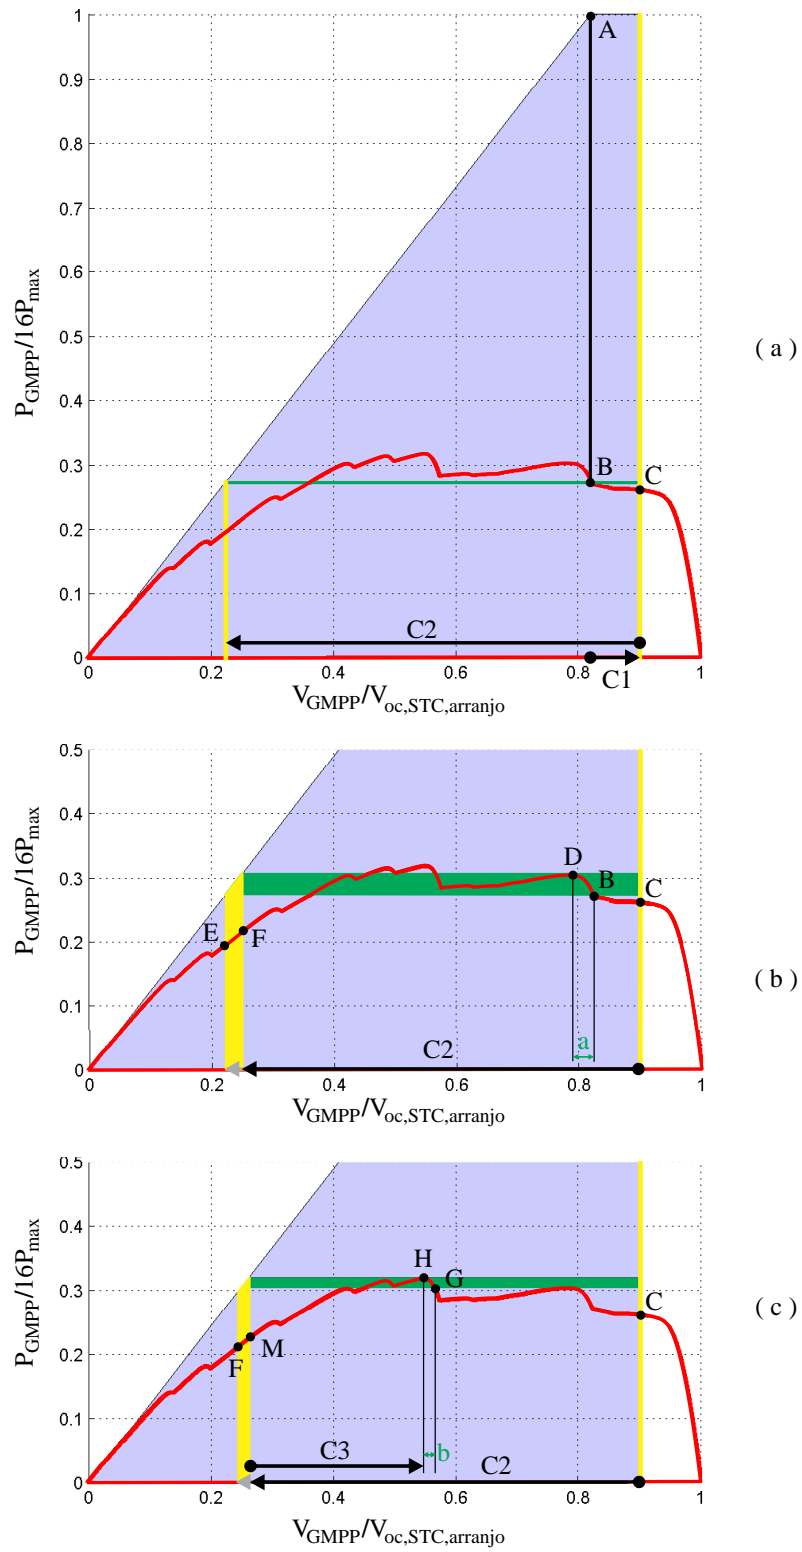 1
A
0.9
0.8
0.7
0.6
P_GMPP/16P_max
0.5
( a )
0.4
0.3
B
C
0.2
0.1
C2
0
C1
0 0.2 0.4 0.6 0.8 1
V_GMPP/V_oc,STC,arranjo
0.5
0.4
P_GMPP/16P_max
D
0.3
B
C
E
F
0.2
( b )
0.1
a
C2
0
0 0.2 0.4 0.6 0.8 1
V_GMPP/V_oc,STC,arranjo
0.5
0.4
P_GMPP/16P_max
H
G
0.3
C
( c )
M
F
0.2
0.1
C3
b
C2
0
0 0.2 0.4 0.6 0.8 1
V_GMPP/V_oc,STC,arranjo